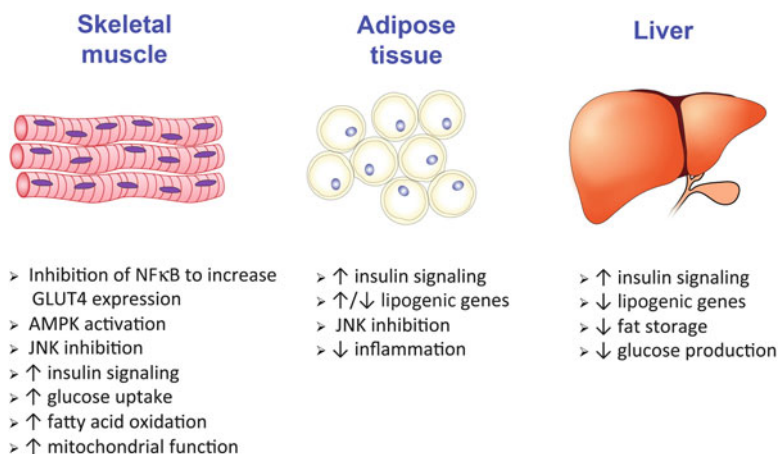 Skeletal
muscle
➢ Inhibition of NFκB to increase
GLUT4 expression
➢ AMPK activation
➢ JNK inhibition
➢ ↑ insulin signaling
➢ ↑ glucose uptake
➢ ↑ fatty acid oxidation
➢ ↑ mitochondrial function
Adipose
tissue
➢ ↑ insulin signaling
➢ ↑/↓ lipogenic genes
➢ JNK inhibition
➢ ↓ inflammation
Liver
➢ ↑ insulin signaling
➢ ↓ lipogenic genes
➢ ↓ fat storage
➢ ↓ glucose production